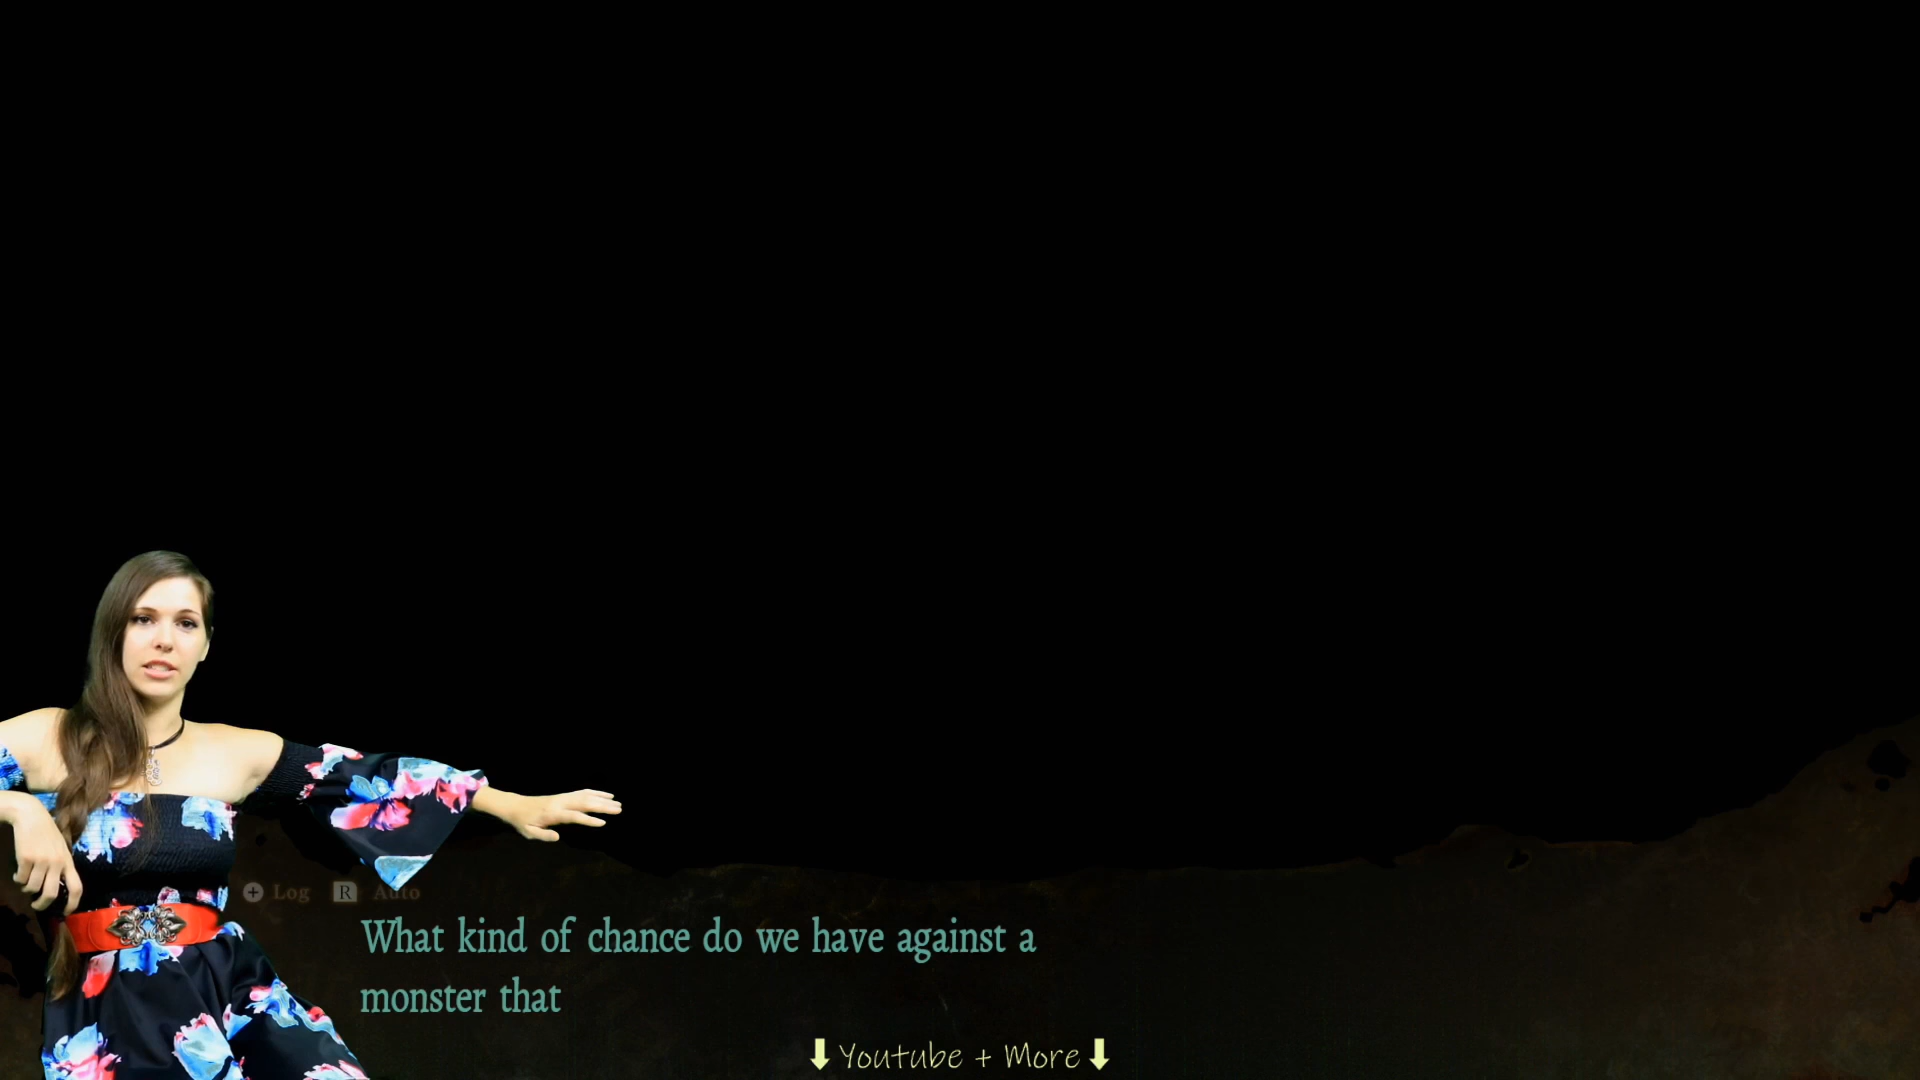 + Log R Auto
What kind of chance do we have against a
monster that
Youtube + More